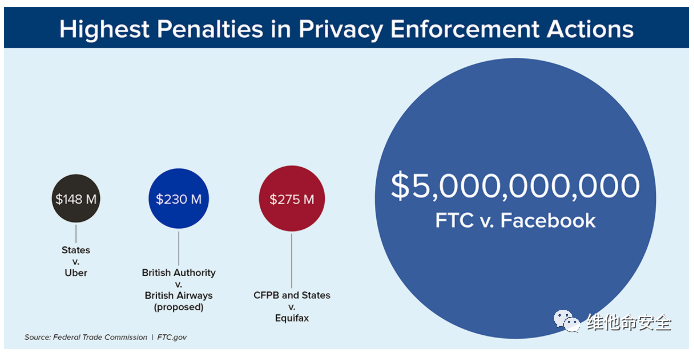 Highest Penalties in Privacy Enforcement Actions
$148 M
$230 M
$275 M
$5,000,000,000
FTC v. Facebook
States
v.
Uber
British Authority
v.
British Airways
(proposed)
CFPB and States
v.
Equifax
维他命安全
Source: Federal Trade Commission | FTC.gov